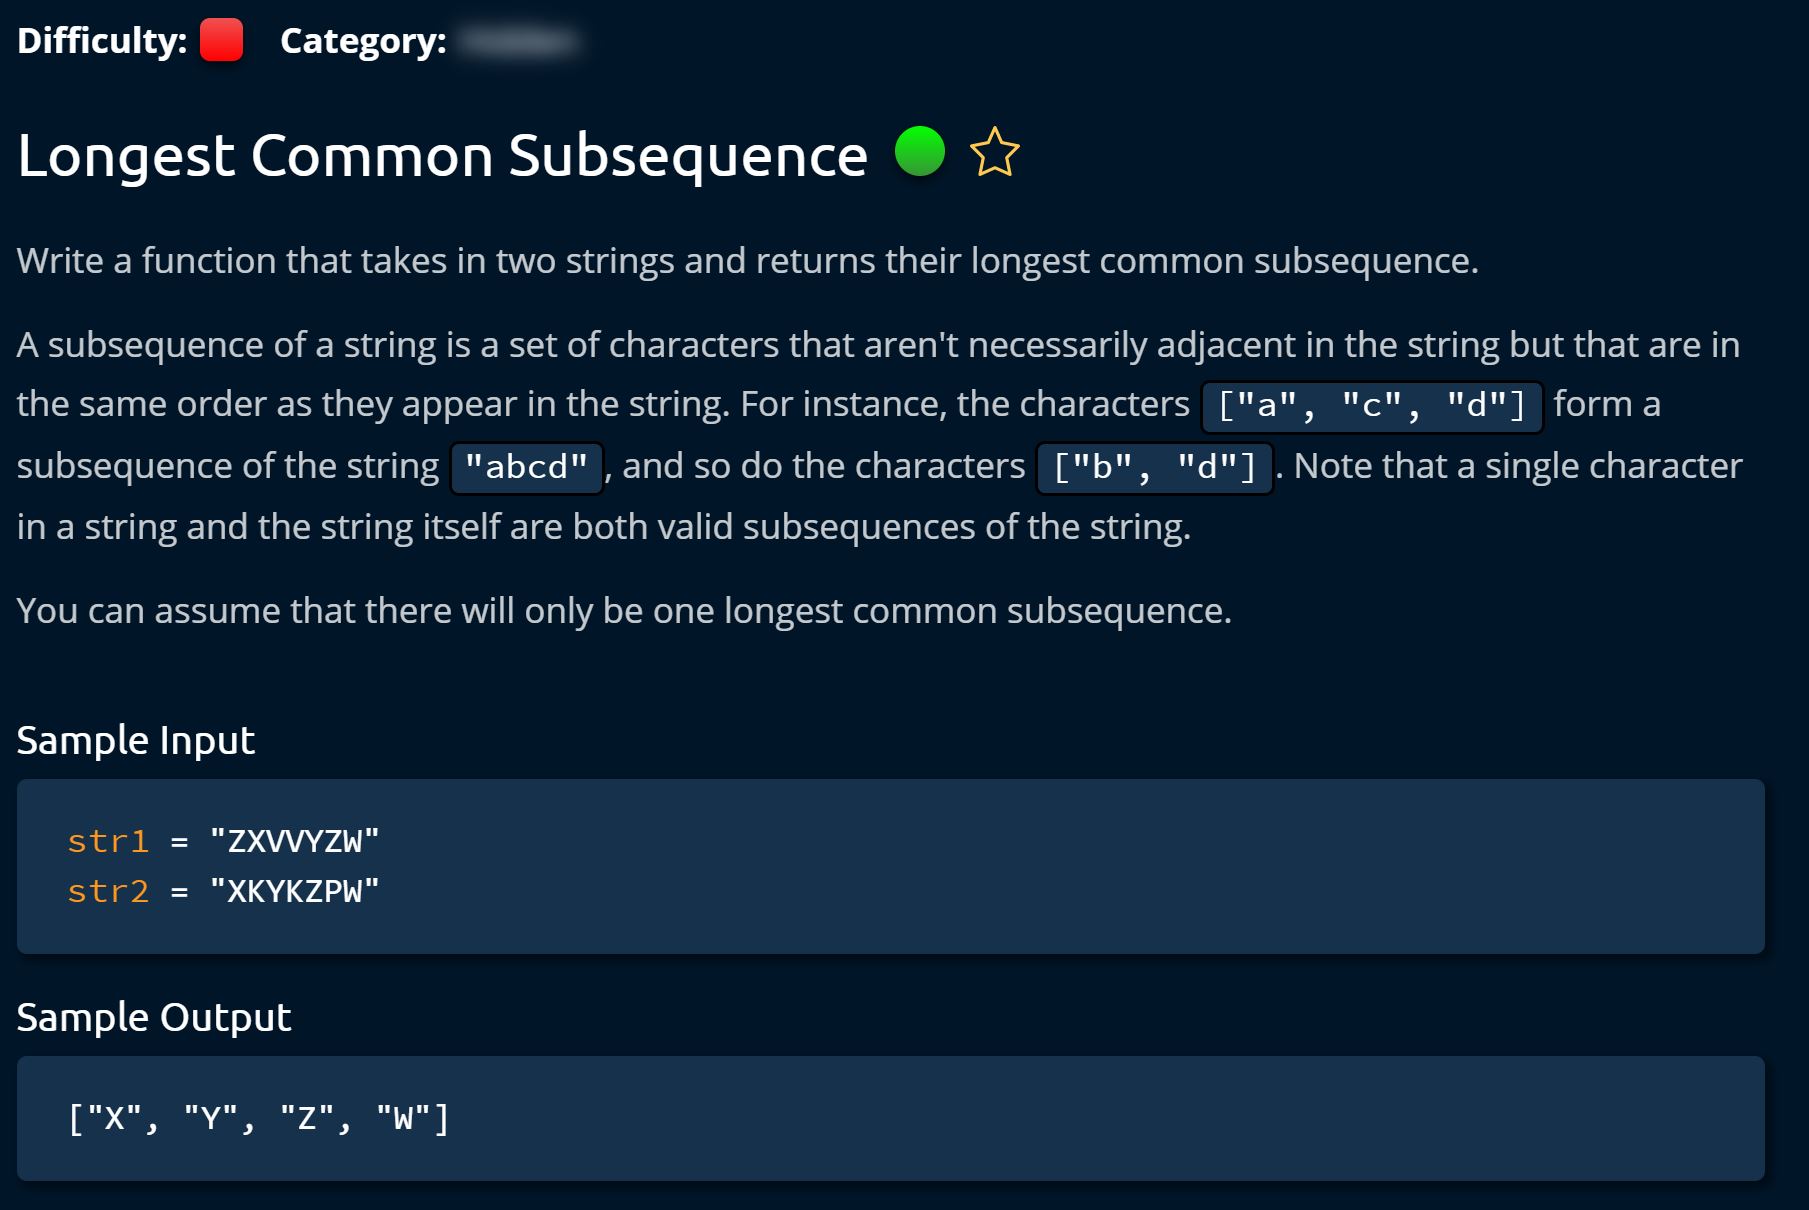 Difficulty: Category:
Longest Common Subsequence
Write a function that takes in two strings and returns their longest common subsequence.
A subsequence of a string is a set of characters that aren't necessarily adjacent in the string but that are in
the same order as they appear in the string. For instance, the characters ["a", "c", "d"] form a
subsequence of the string "abcd", and so do the characters ["b", "d"]. Note that a single character
in a string and the string itself are both valid subsequences of the string.
You can assume that there will only be one longest common subsequence.
Sample Input
str1 = "ZXVVYZW"
str2 = "XKYKZPW"
Sample Output
["X", "Y", "Z", "W"]